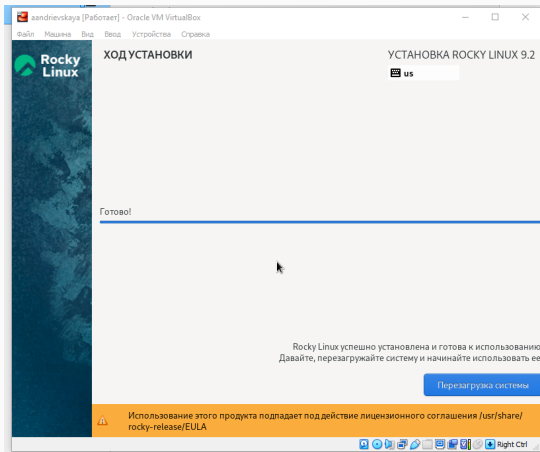 aandrievskaya [Работает] - Oracle VM VirtualBox
Файл Машина Вид Ввод Устройства Справка
Rocky
Linux
ХОД УСТАНОВКИ
УСТАНОВКА ROCKY LINUX 9.2
us
Готово!
Rocky Linux успешно установлена и готова к использованию
Давайте, перезагружайте систему и начинайте использовать ее
Перезагрузка системы
Использование этого продукта подпадает под действие лицензионного соглашения /usr/share/
rocky-release/EULA
Right Ctrl